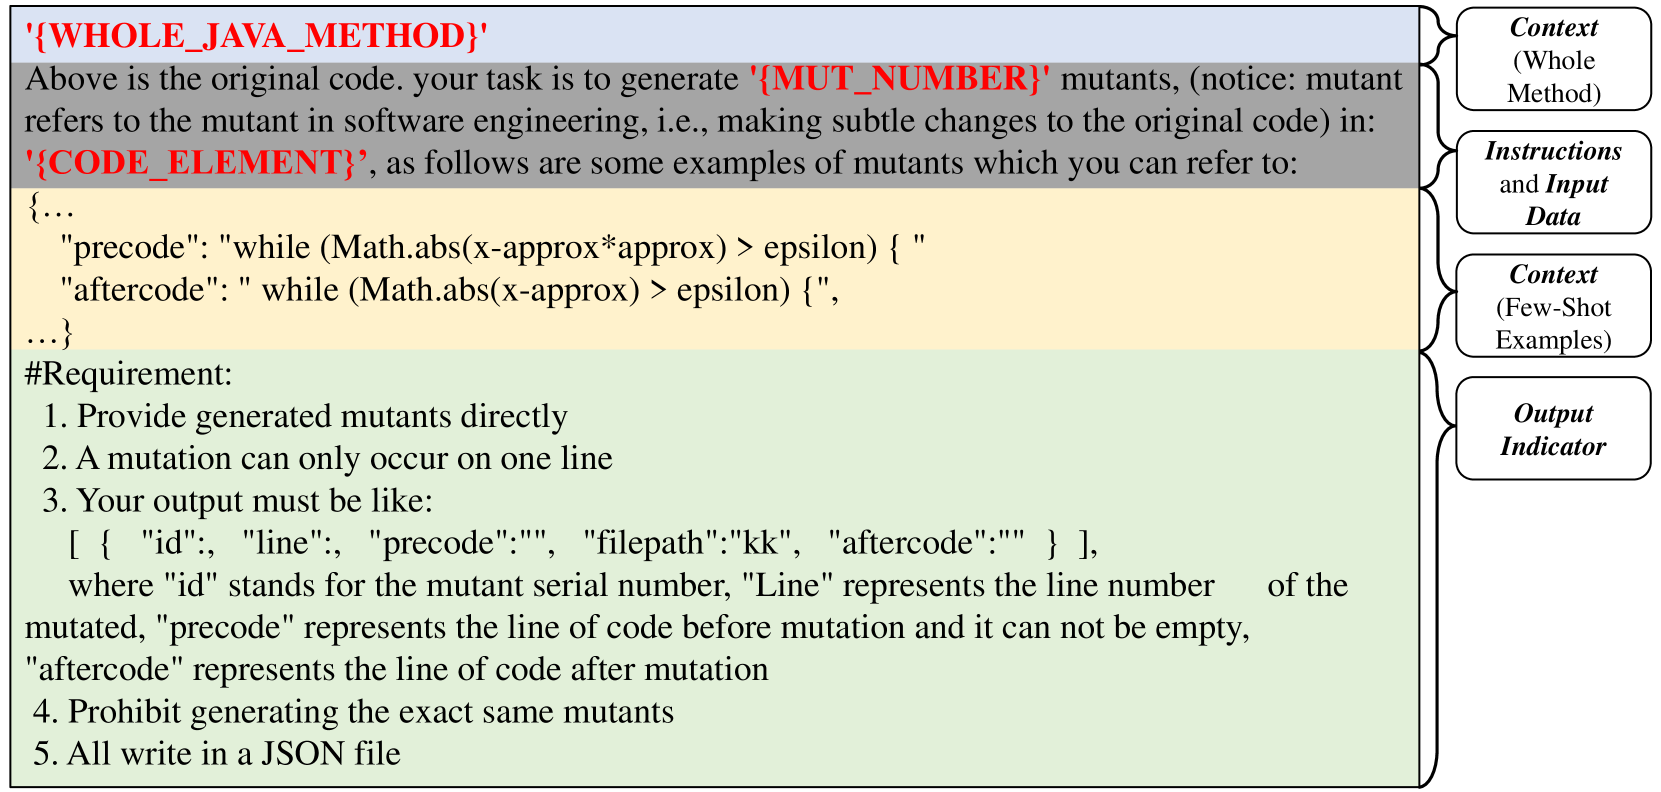 '{WHOLE_JAVA_METHOD}'
Above is the original code. your task is to generate '{MUT_NUMBER}' mutants, (notice: mutant
refers to the mutant in software engineering, i.e., making subtle changes to the original code) in:
'{CODE_ELEMENT}’, as follows are some examples of mutants which you can refer to:
{…
"precode": "while (Math.abs(x-approx*approx) > epsilon) { "
"aftercode": " while (Math.abs(x-approx) > epsilon) {",
…}
#Requirement:
1. Provide generated mutants directly
2. A mutation can only occur on one line
3. Your output must be like:
[ { "id":, "line":, "precode":"", "filepath":"kk", "aftercode":"" } ],
where "id" stands for the mutant serial number, "Line" represents the line number of the
mutated, "precode" represents the line of code before mutation and it can not be empty,
"aftercode" represents the line of code after mutation
4. Prohibit generating the exact same mutants
5. All write in a JSON file
Context
(Whole
Method)
Instructions
and Input
Data
Context
(Few-Shot
Examples)
Output
Indicator